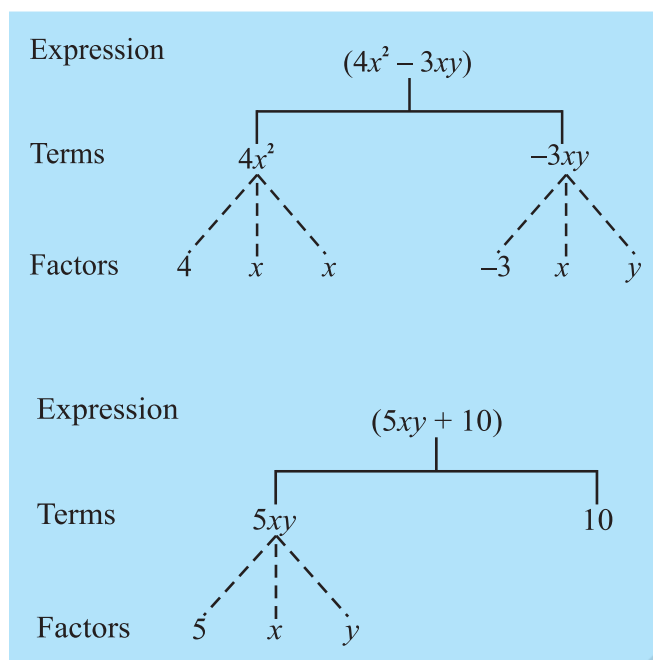 Expression (4x² – 3xy)
Terms 4x² –3xy
Factors 4 x x –3 x y
Expression (5xy + 10)
Terms 5xy 10
Factors 5 x y